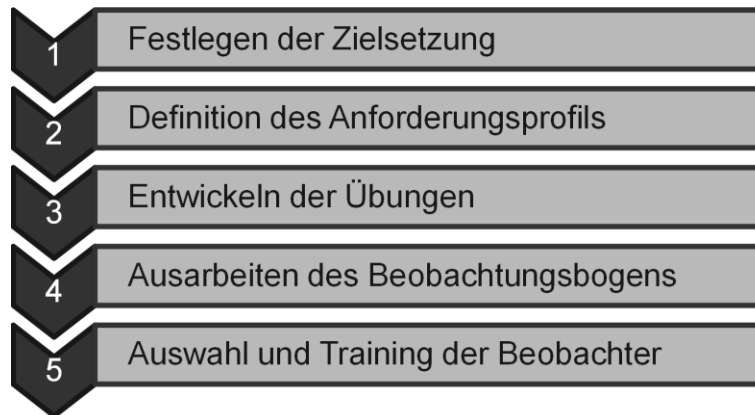 1 Festlegen der Zielsetzung
2 Definition des Anforderungsprofils
3 Entwickeln der Übungen
4 Ausarbeiten des Beobachtungsbogens
5 Auswahl und Training der Beobachter